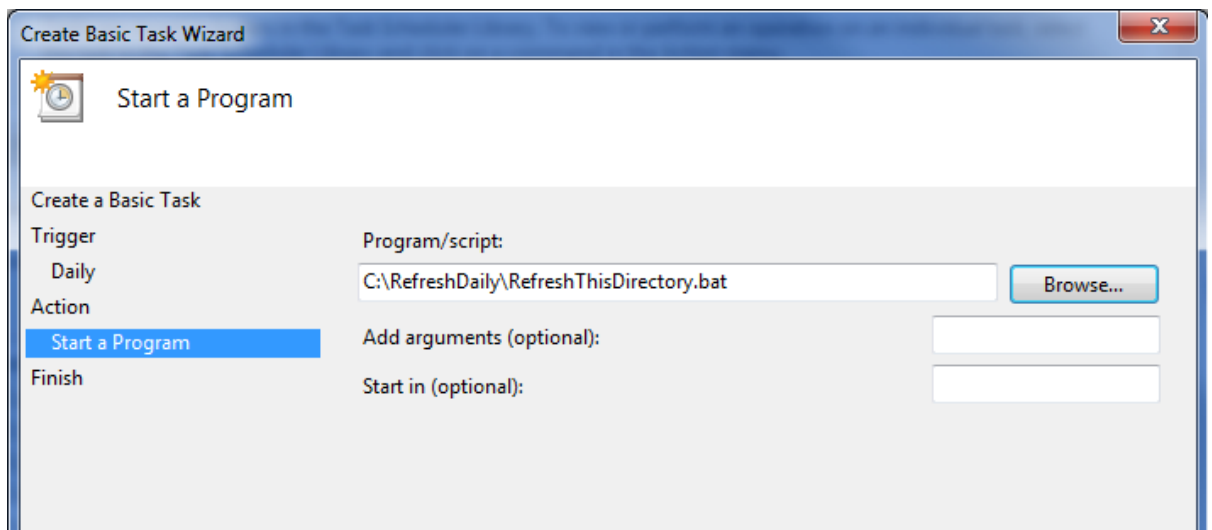 Create Basic Task Wizard
Start a Program
Create a Basic Task
Trigger
Daily
Action
Start a Program
Finish
Program/script:
C:\RefreshDaily\RefreshThisDirectory.bat
Browse...
Add arguments (optional):
Start in (optional):